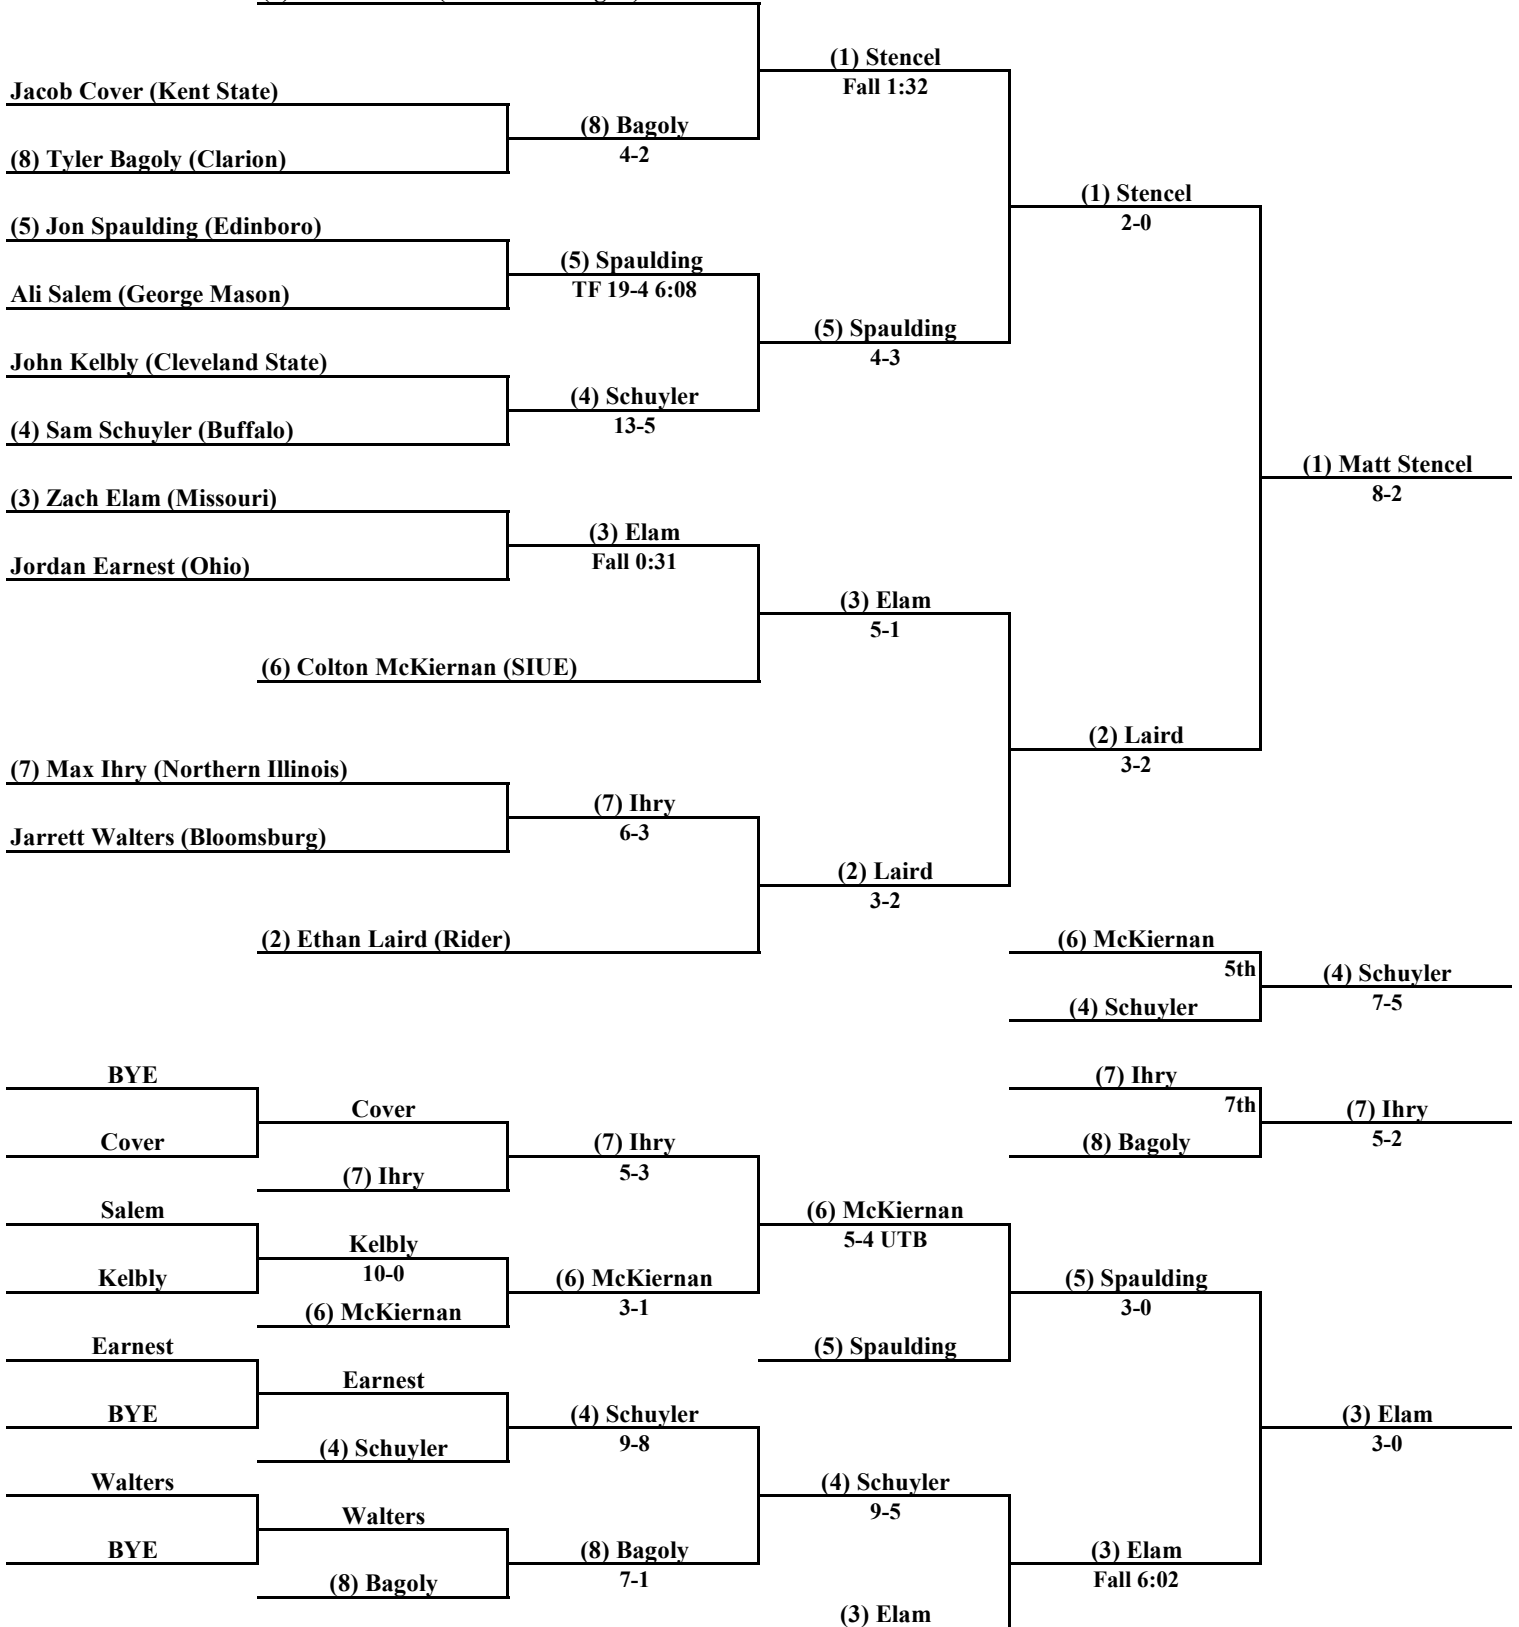 (1) Stencel
Fall 1:32
Jacob Cover (Kent State)
(8) Bagoly
4-2
(8) Tyler Bagoly (Clarion)
(1) Stencel
2-0
(5) Jon Spaulding (Edinboro)
(5) Spaulding
TF 19-4 6:08
Ali Salem (George Mason)
(5) Spaulding
4-3
John Kelbly (Cleveland State)
(4) Schuyler
13-5
(4) Sam Schuyler (Buffalo)
(1) Matt Stencel
8-2
(3) Zach Elam (Missouri)
(3) Elam
Fall 0:31
Jordan Earnest (Ohio)
(3) Elam
5-1
(6) Colton McKiernan (SIUE)
(2) Laird
3-2
(7) Max Ihry (Northern Illinois)
(7) Ihry
6-3
Jarrett Walters (Bloomsburg)
(2) Laird
3-2
(2) Ethan Laird (Rider)
(6) McKiernan
5th
(4) Schuyler
7-5
(4) Schuyler
BYE
(7) Ihry
7th
Cover
(7) Ihry
5-2
Cover
(7) Ihry
5-3
(8) Bagoly
(7) Ihry
Salem
(6) McKiernan
5-4 UTB
Kelbly
10-0
Kelbly
(6) McKiernan
3-1
(5) Spaulding
3-0
(6) McKiernan
Earnest
(5) Spaulding
Earnest
BYE
(4) Schuyler
9-8
(3) Elam
3-0
(4) Schuyler
Walters
(4) Schuyler
9-5
Walters
BYE
(8) Bagoly
7-1
(3) Elam
Fall 6:02
(8) Bagoly
(3) Elam